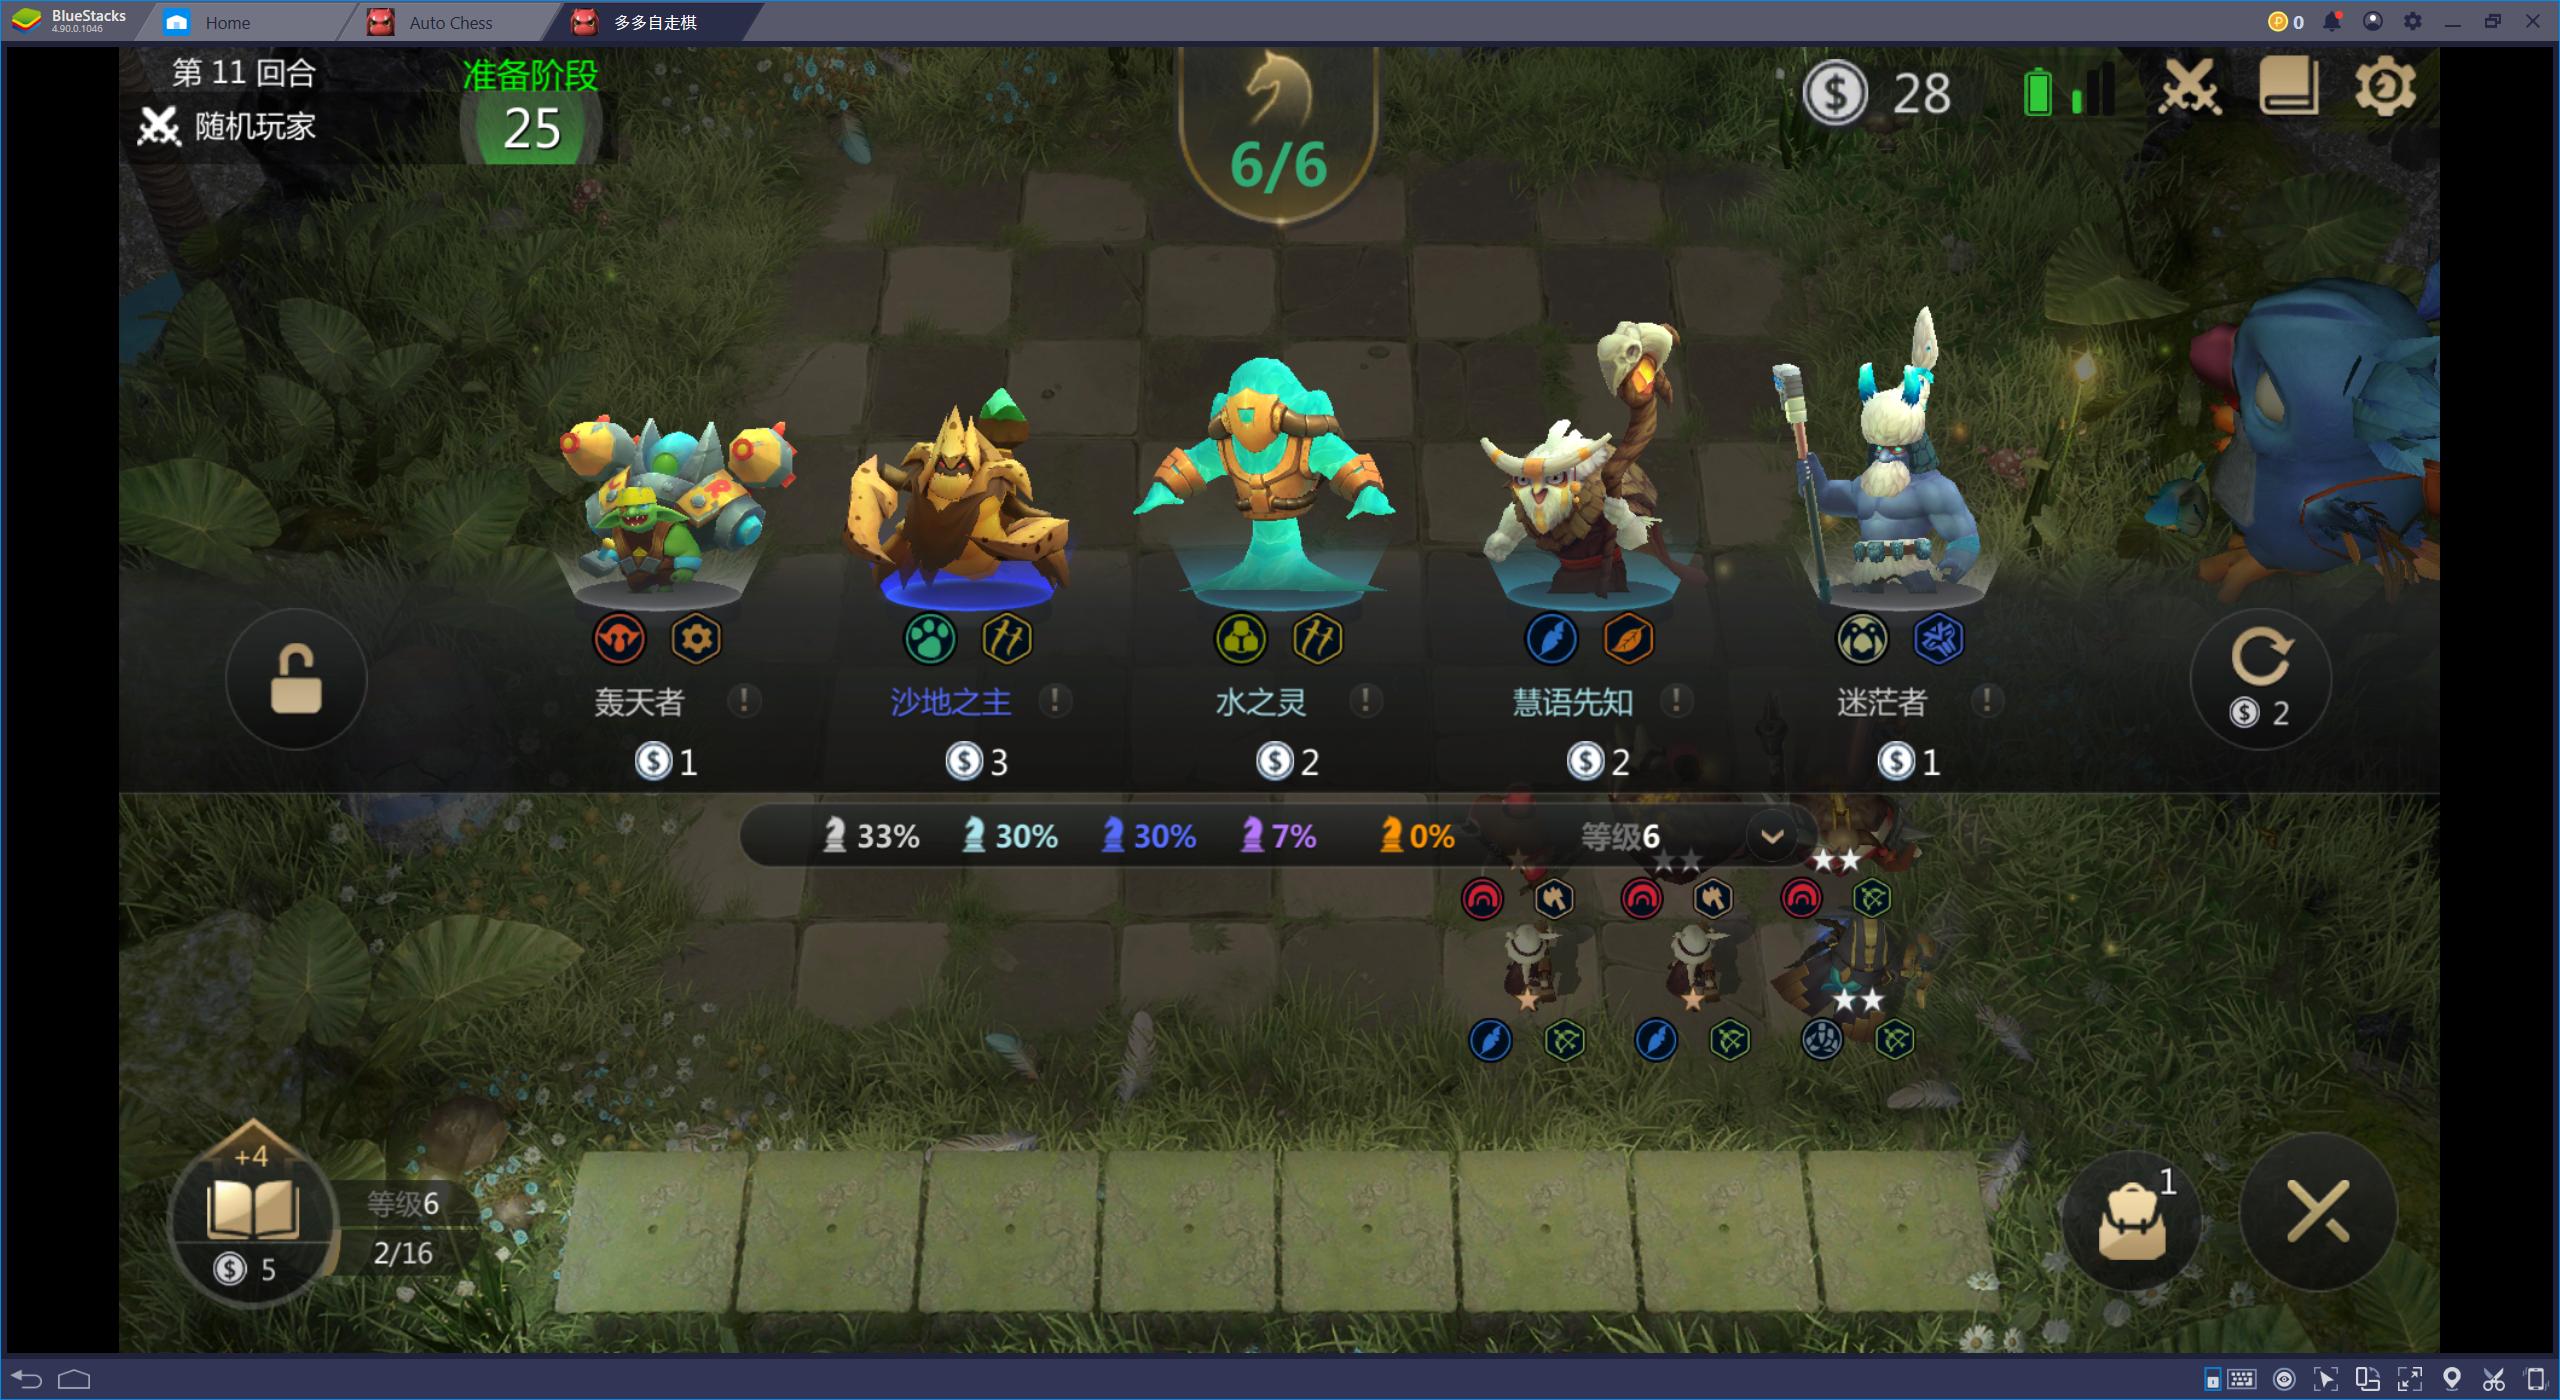 BlueStacks
4.90.0.1046
Home
Auto Chess
多多自走棋
0
第 11 回合
准备阶段
随机玩家
25
6/6
28
轰天者
沙地之主
水之灵
慧语先知
迷茫者
1
3
2
2
1
2
33%
30%
30%
7%
0%
等级6
+4
等级6
2/16
5
1